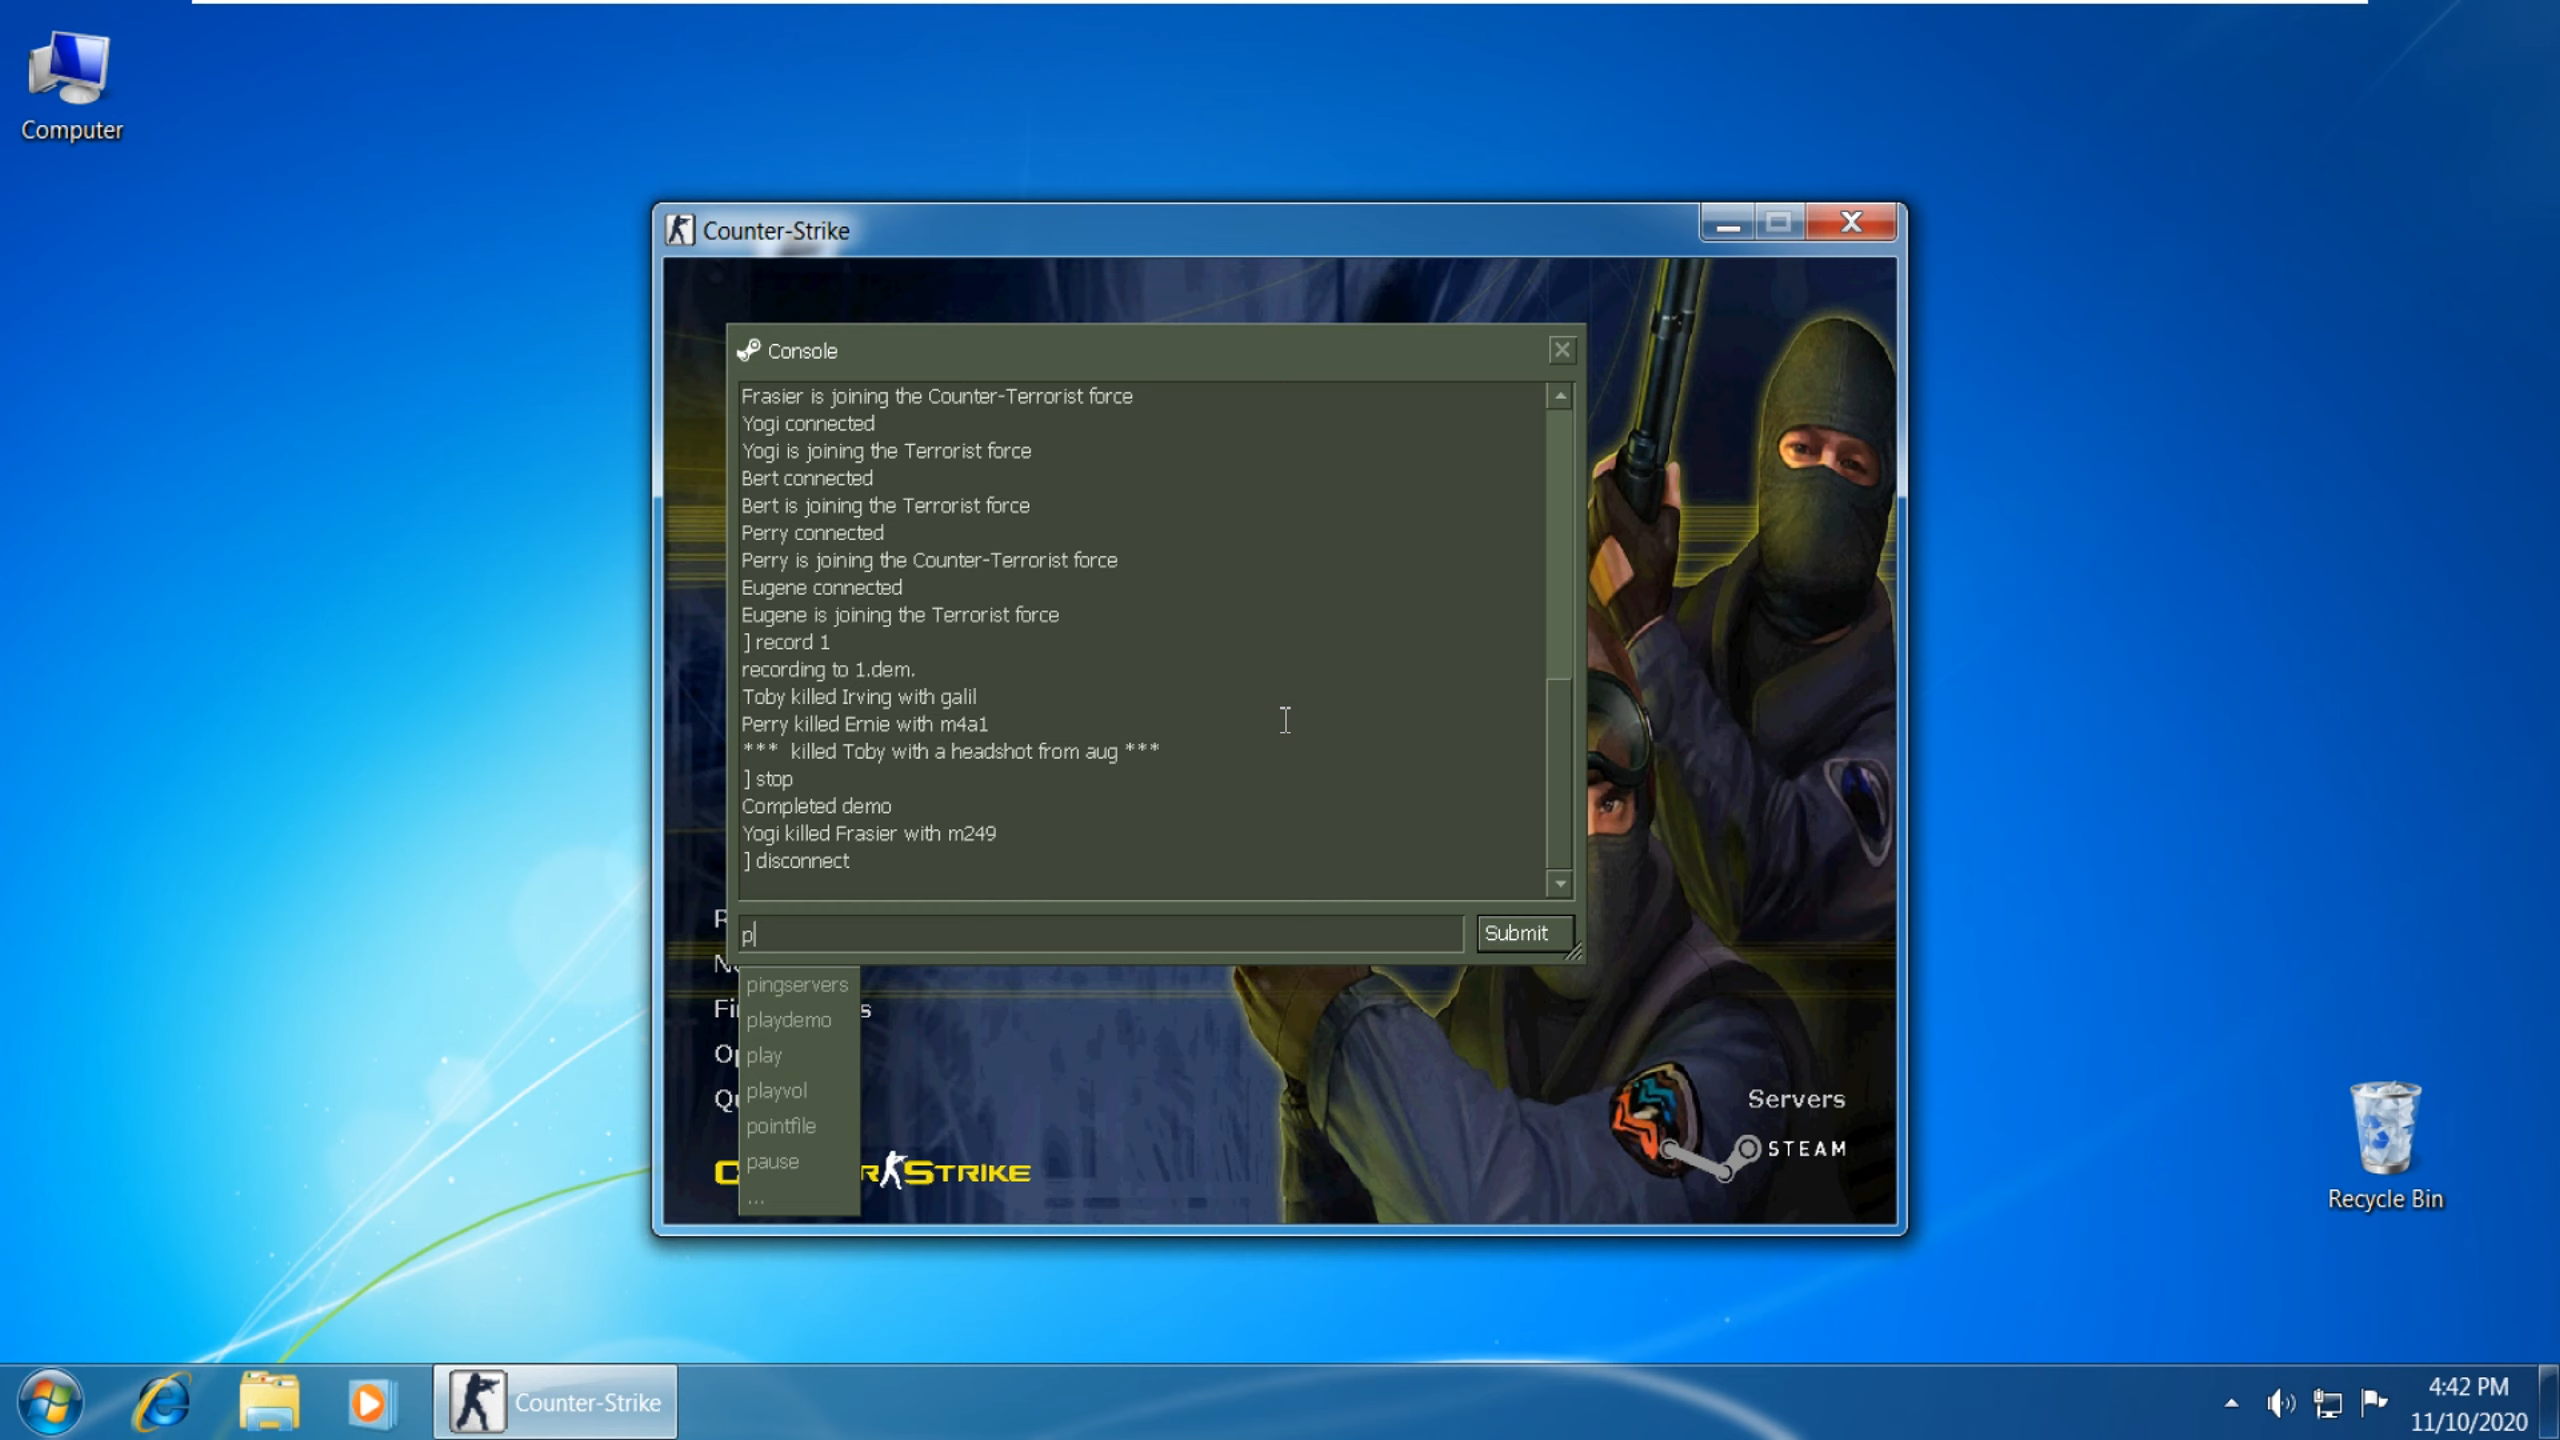 Computer
Counter-Strike
Console
Frasier is joining the Counter-Terrorist force
Yogi connected
Yogi is joining the Terrorist force
Bert connected
Bert is joining the Terrorist force
Perry connected
Perry is joining the Counter-Terrorist force
Eugene connected
Eugene is joining the Terrorist force
] record 1
recording to 1.dem.
Toby killed Irving with galil
Perry killed Ernie with m4a1
***  killed Toby with a headshot from aug ***
] stop
Completed demo
Yogi killed Frasier with m249
] disconnect
p
Submit
pingservers
playdemo
play
playvol
pointfile
pause
...
STRIKE
Servers
STEAM
Recycle Bin
Counter-Strike
4:42 PM
11/10/2020